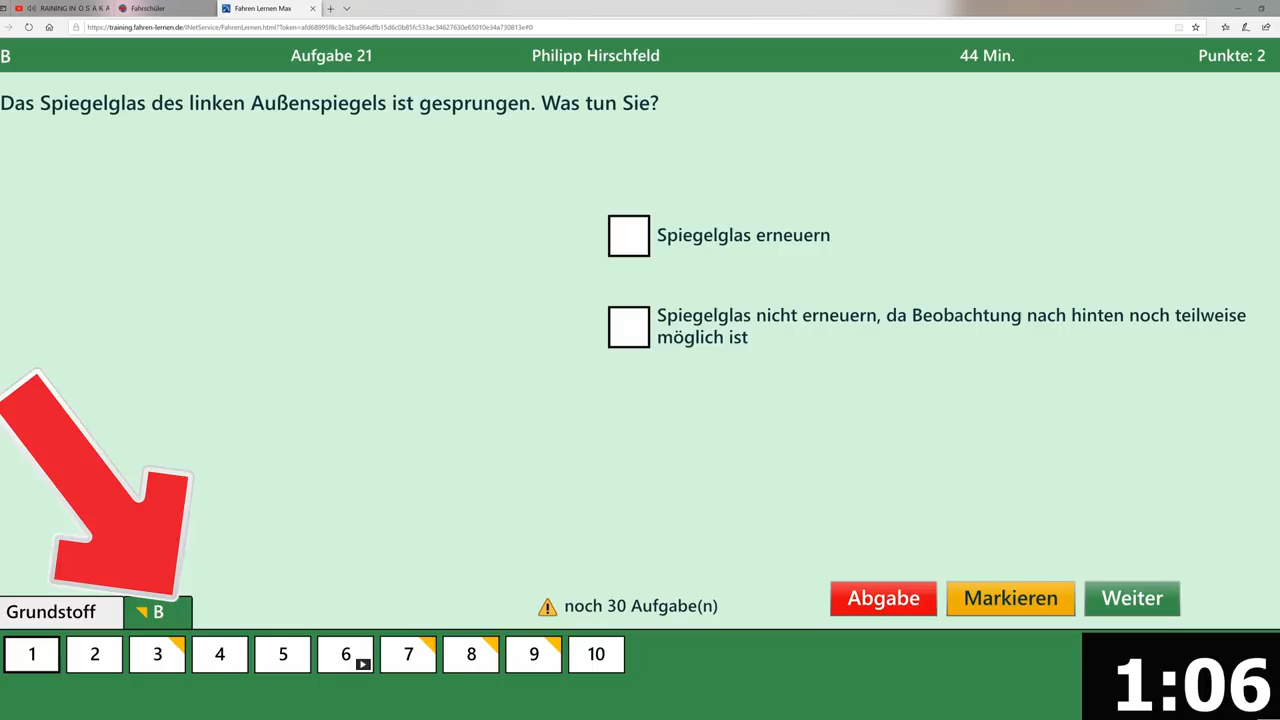 RAINING IN O S A K A
Fahrschüler
Fahren Lernen Max
B
Aufgabe 21
Philipp Hirschfeld
44 Min.
Punkte: 2
Das Spiegelglas des linken Außenspiegels ist gesprungen. Was tun Sie?
Spiegelglas erneuern
Spiegelglas nicht erneuern, da Beobachtung nach hinten noch teilweise
möglich ist
Grundstoff
B
noch 30 Aufgabe(n)
Abgabe
Markieren
Weiter
1
2
3
4
5
6
7
8
9
10
1:06